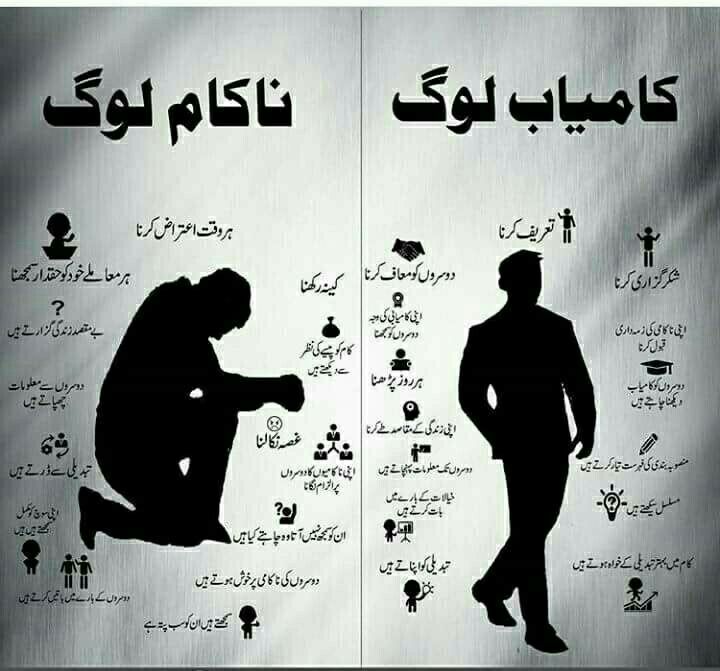 کامیاب لوگ
تعریف کرنا
شکر گزاری کرنا
دوسروں کو معاف کرنا
اپنی کامیابی کی وجہ
دوسروں کو سمجھنا
اپنی ناکامی کی زمہ داری
قبول کرنا
ہر روز پڑھنا
دوسروں کو کامیاب
دیکھنا چاہتے ہیں
اپنی زندگی کے مقاصد طے کرنا
منصوبہ بندی کی فہرست تیار کرتے ہیں
دوسروں تک معلومات پہنچاتے ہیں
خیالات کے بارے میں
بات کرتے ہیں
مسلسل سیکھتے ہیں
تبدیلی کو اپناتے ہیں
کام میں بہتر تبدیلی کے خواہ ہوتے ہیں
ناکام لوگ
ہر وقت اعتراض کرنا
ہر معاملے خود کو حقدار سمجھنا
کینہ رکھنا
بے مقصد زندگی گزارتے ہیں
کام کو پیسے کی نظر
سے دیکھتے ہیں
دوسروں سے معلومات
چھپاتے ہیں
غصہ نکالنا
تبدیلی سے ڈرتے ہیں
اپنی ناکامیوں کا دوسروں
پر الزام لگانا
اپنی سوچ کو مکمل
سمجھتے ہیں ہیں
ان کو سمجھ نہیں آتا وہ چاہتے کیا ہیں
دوسروں کی ناکامی پر خوش ہوتے ہیں
دوسروں کے بارے میں باتیں کرتے ہیں
سمجھتے ہیں ان کو سب پتہ ہے